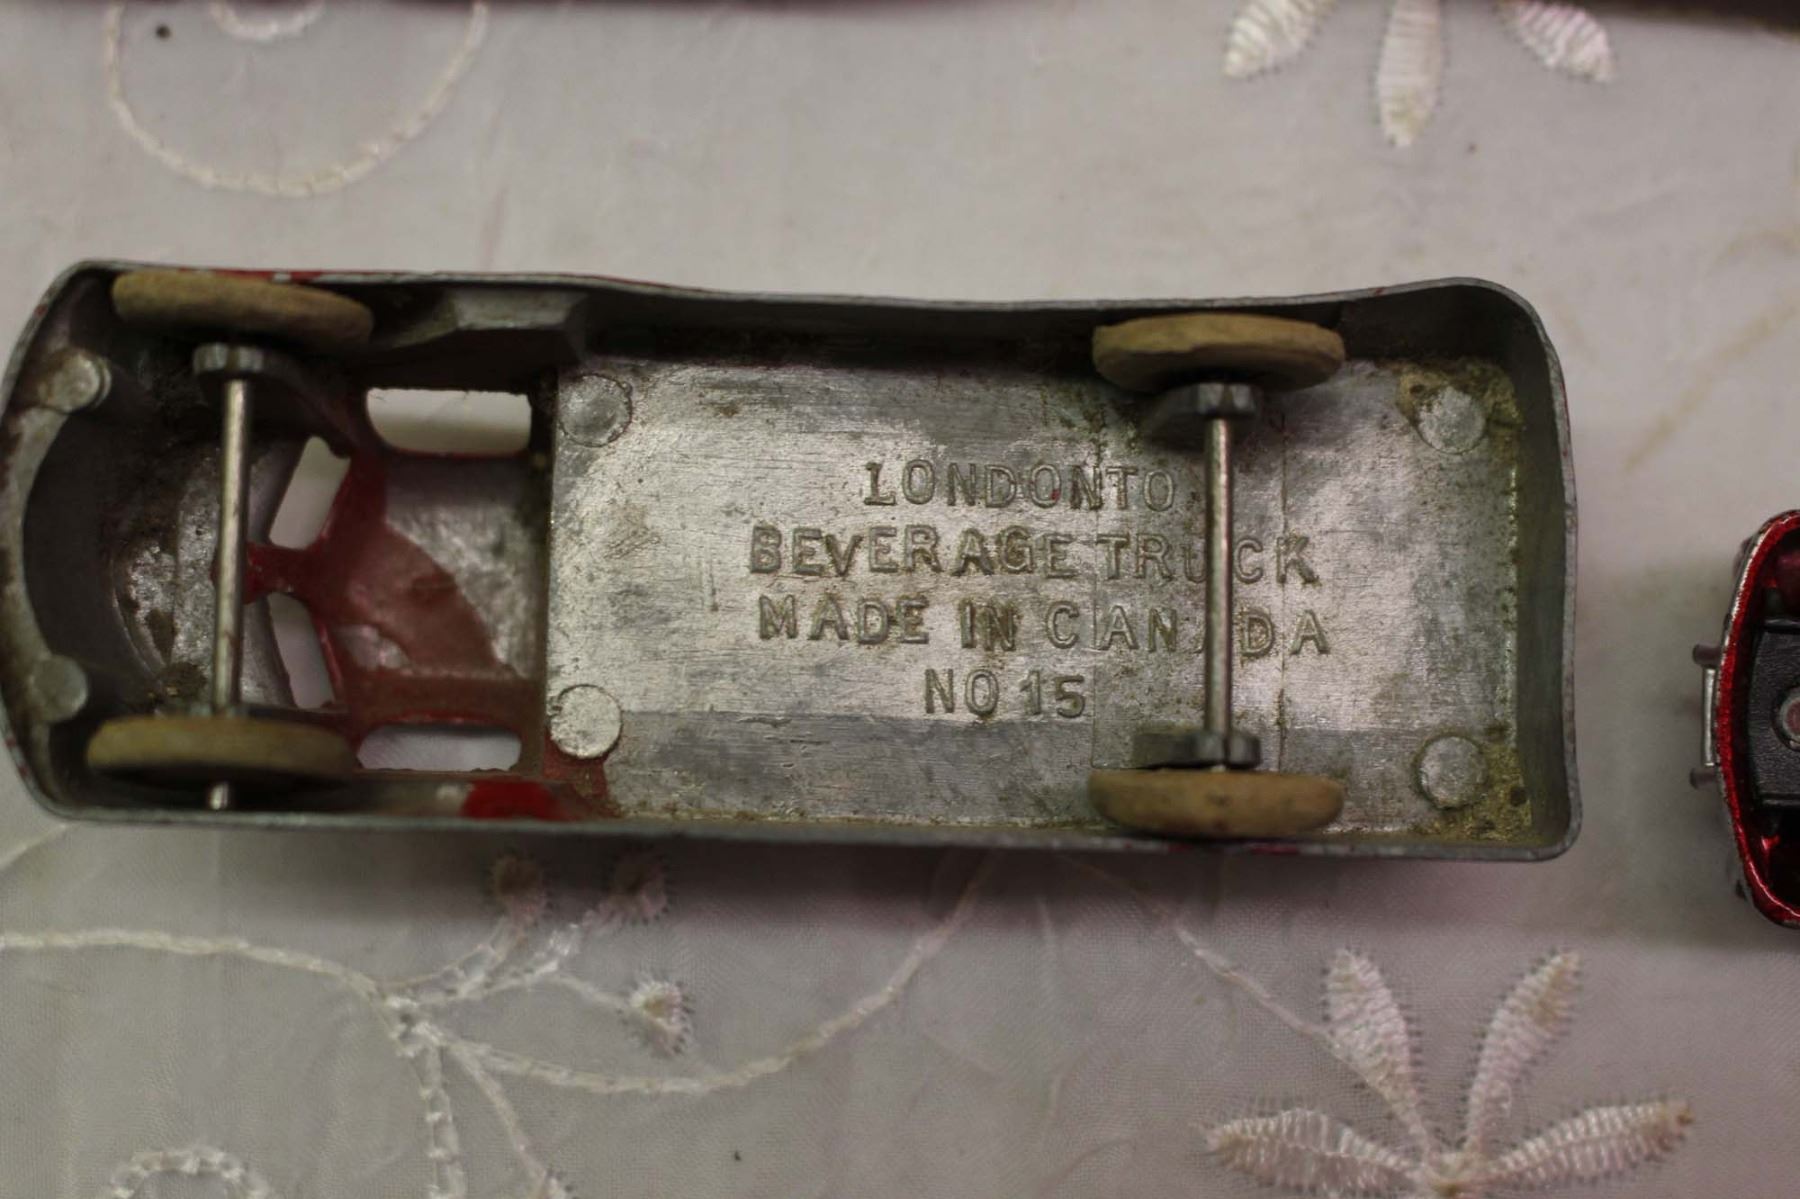 LONDONTO
BEVERAGE TRUCK
MADE IN CANADA
NO 15